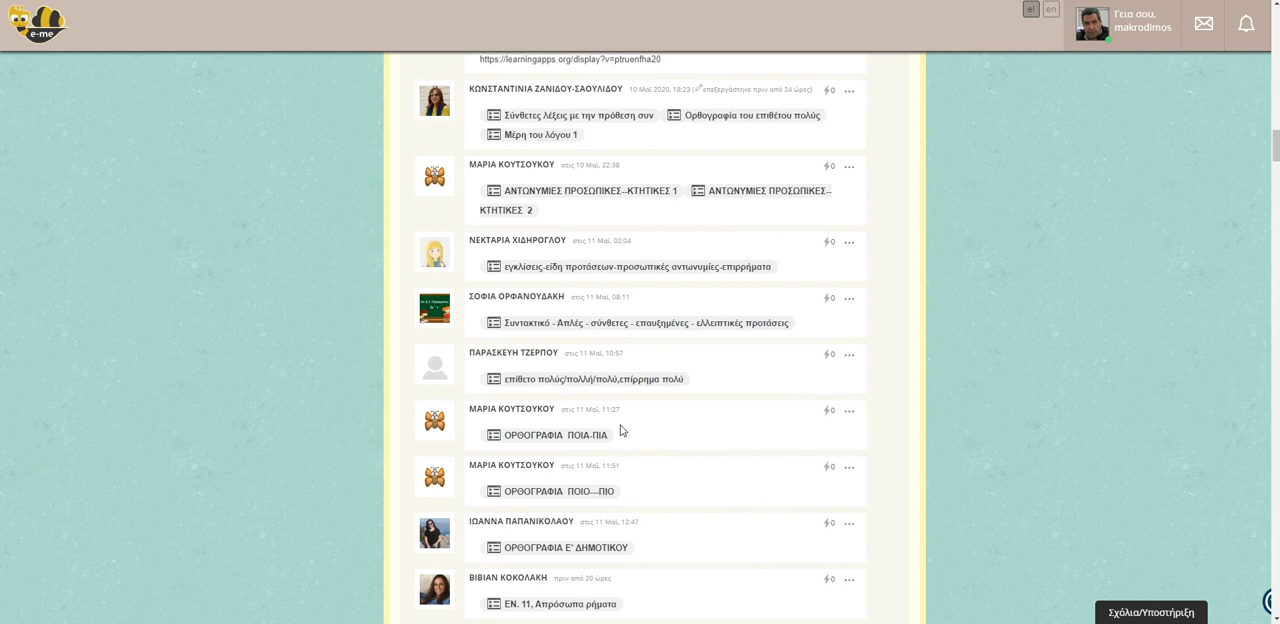 el en
e-me
Γεια σου,
makrodimos
https://learningapps.org/display?v=ptruenfha20
ΚΩΝΣΤΑΝΤΙΝΙΑ ΖΑΝΙΔΟΥ-ΣΑΟΥΛΙΔΟΥ 10 Μαΐ 2020, 18:23 (επεξεργάστηκε πριν από 24 ώρες) 0 ...
Σύνθετες λέξεις με την πρόθεση συν Ορθογραφία του επιθέτου πολύς
Μέρη του λόγου 1
ΜΑΡΙΑ ΚΟΥΤΣΟΥΚΟΥ στις 10 Μαΐ, 22:38 0 ...
ΑΝΤΩΝΥΜΙΕΣ ΠΡΟΣΩΠΙΚΕΣ--ΚΤΗΤΙΚΕΣ 1 ΑΝΤΩΝΥΜΙΕΣ ΠΡΟΣΩΠΙΚΕΣ--
ΚΤΗΤΙΚΕΣ 2
ΝΕΚΤΑΡΙΑ ΧΙΔΗΡΟΓΛΟΥ στις 11 Μαΐ, 02:04 0 ...
εγκλίσεις-είδη προτάσεων-προσωπικές αντωνυμίες-επιρρήματα
ΣΟΦΙΑ ΟΡΦΑΝΟΥΔΑΚΗ στις 11 Μαΐ, 08:11 0 ...
Συντακτικό - Απλές - σύνθετες - επαυξημένες - ελλειπτικές προτάσεις
ΠΑΡΑΣΚΕΥΗ ΤΖΕΡΠΟΥ στις 11 Μαΐ, 10:57 0 ...
επίθετο πολύς/πολλή/πολύ,επίρρημα πολύ
ΜΑΡΙΑ ΚΟΥΤΣΟΥΚΟΥ στις 11 Μαΐ, 11:27 0 ...
ΟΡΘΟΓΡΑΦΙΑ ΠΟΙΑ-ΠΙΑ
ΜΑΡΙΑ ΚΟΥΤΣΟΥΚΟΥ στις 11 Μαΐ, 11:51 0 ...
ΟΡΘΟΓΡΑΦΙΑ ΠΟΙΟ---ΠΙΟ
ΙΩΑΝΝΑ ΠΑΠΑΝΙΚΟΛΑΟΥ στις 11 Μαΐ, 12:47 0 ...
ΟΡΘΟΓΡΑΦΙΑ Ε' ΔΗΜΟΤΙΚΟΥ
ΒΙΒΙΑΝ ΚΟΚΟΛΑΚΗ πριν από 20 ώρες 0 ...
ΕΝ. 11, Απρόσωπα ρήματα
Σχόλια/Υποστήριξη